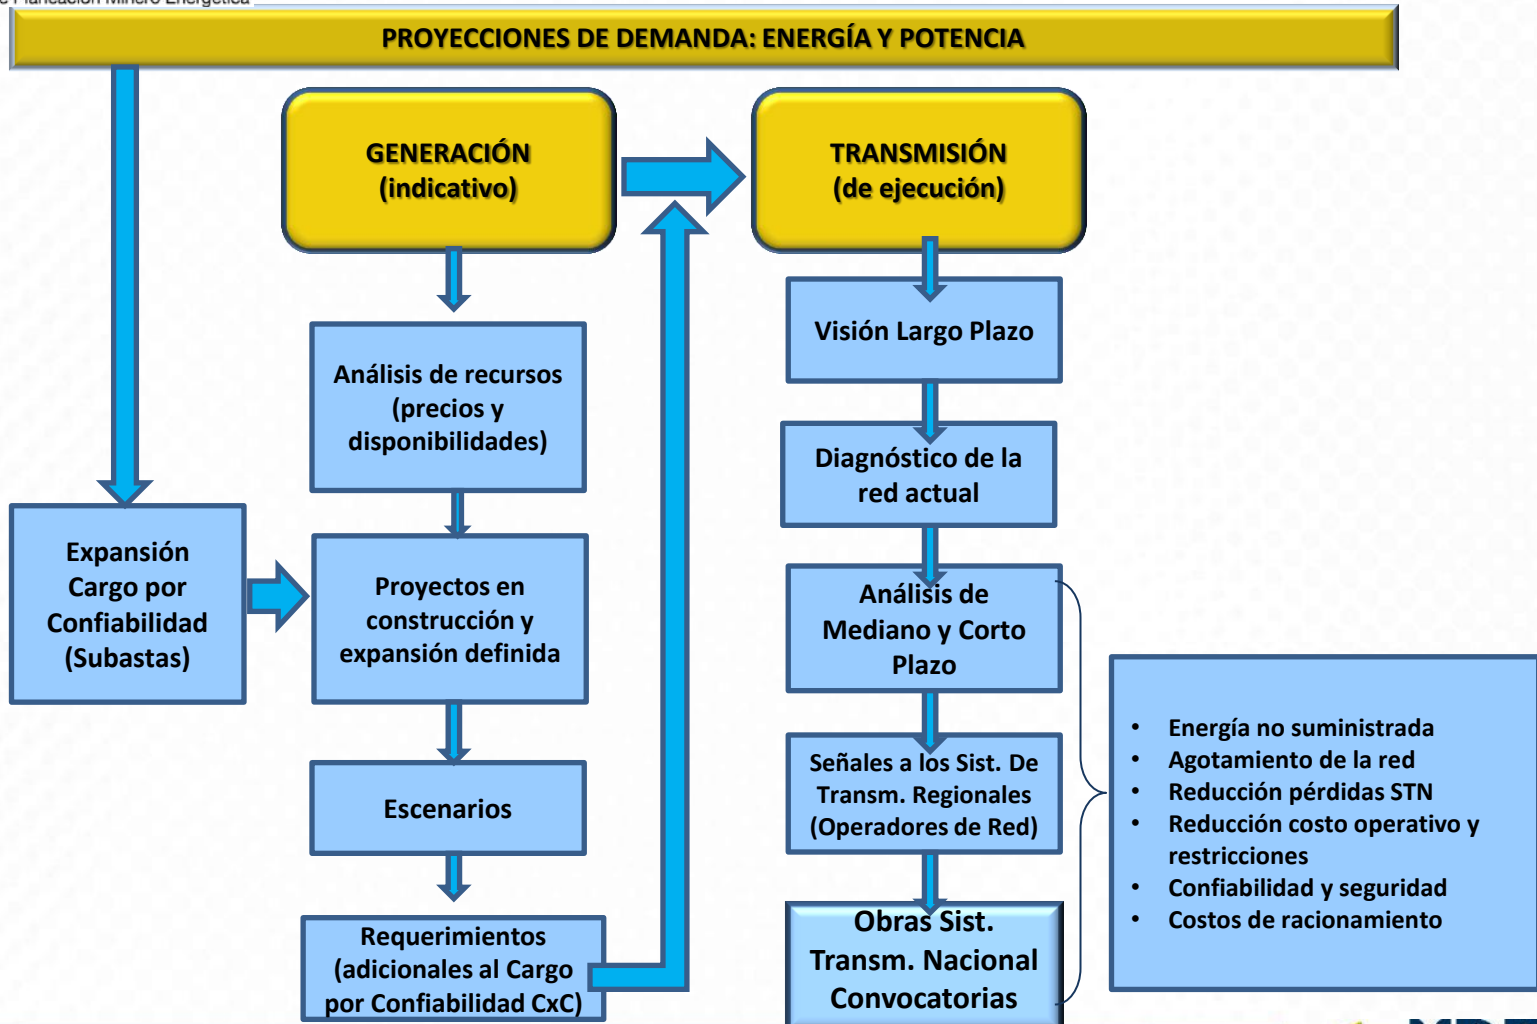 de Planeación Minero Energética
PROYECCIONES DE DEMANDA: ENERGÍA Y POTENCIA
GENERACIÓN
(indicativo)
TRANSMISIÓN
(de ejecución)
Análisis de recursos
(precios y
disponibilidades)
Expansión
Cargo por
Confiabilidad
(Subastas)
Proyectos en
construcción y
expansión definida
Escenarios
Requerimientos
(adicionales al Cargo
por Confiabilidad CxC)
Visión Largo Plazo
Diagnóstico de la
red actual
Análisis de
Mediano y Corto
Plazo
Señales a los Sist. De
Transm. Regionales
(Operadores de Red)
Obras Sist.
Transm. Nacional
Convocatorias
• Energía no suministrada
• Agotamiento de la red
• Reducción pérdidas STN
• Reducción costo operativo y
restricciones
• Confiabilidad y seguridad
• Costos de racionamiento